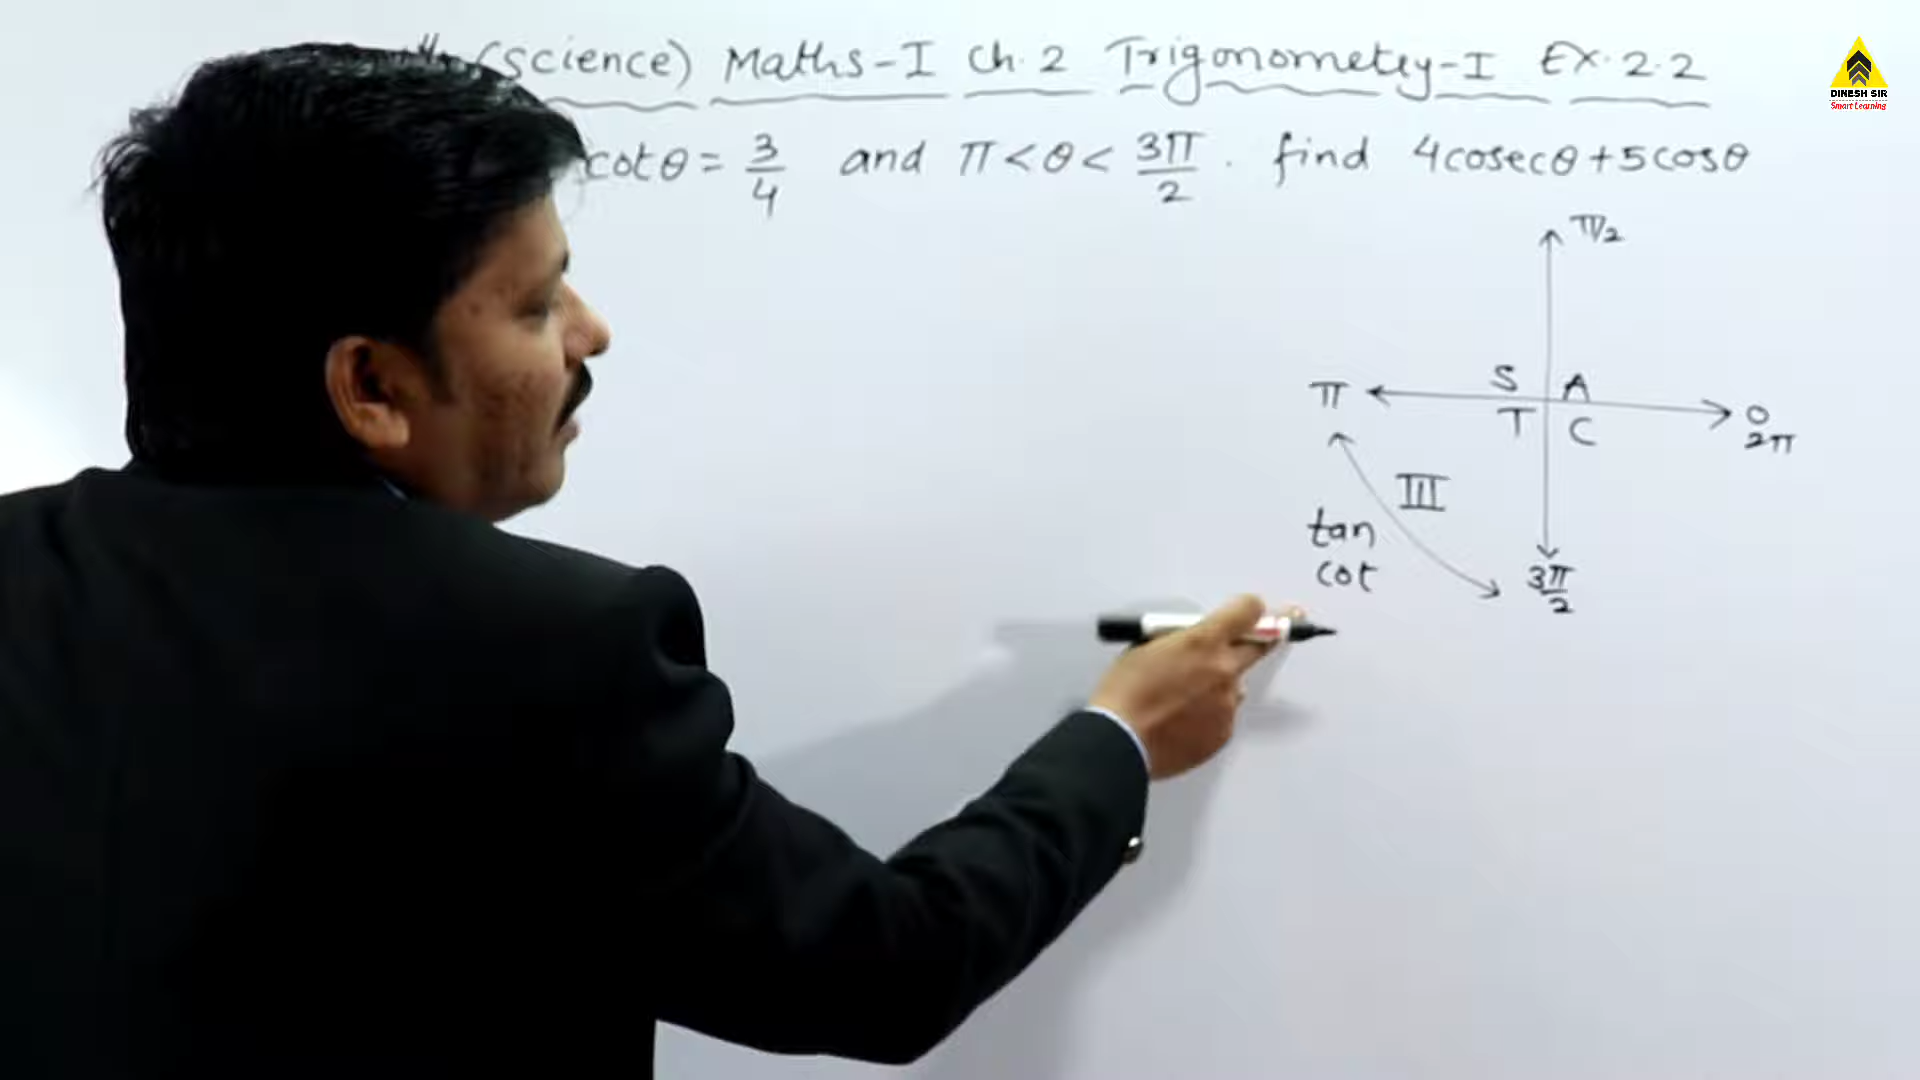 (science) Maths-I Ch.2 Trigonometry-I Ex.2.2
cotθ = 3/4 and π<θ< 3π/2 . find 4cosecθ+5cosθ
π/2
S A
π 0
T C 2π
III
tan
cot 3π/2
DINESH SIR
Smart Learning